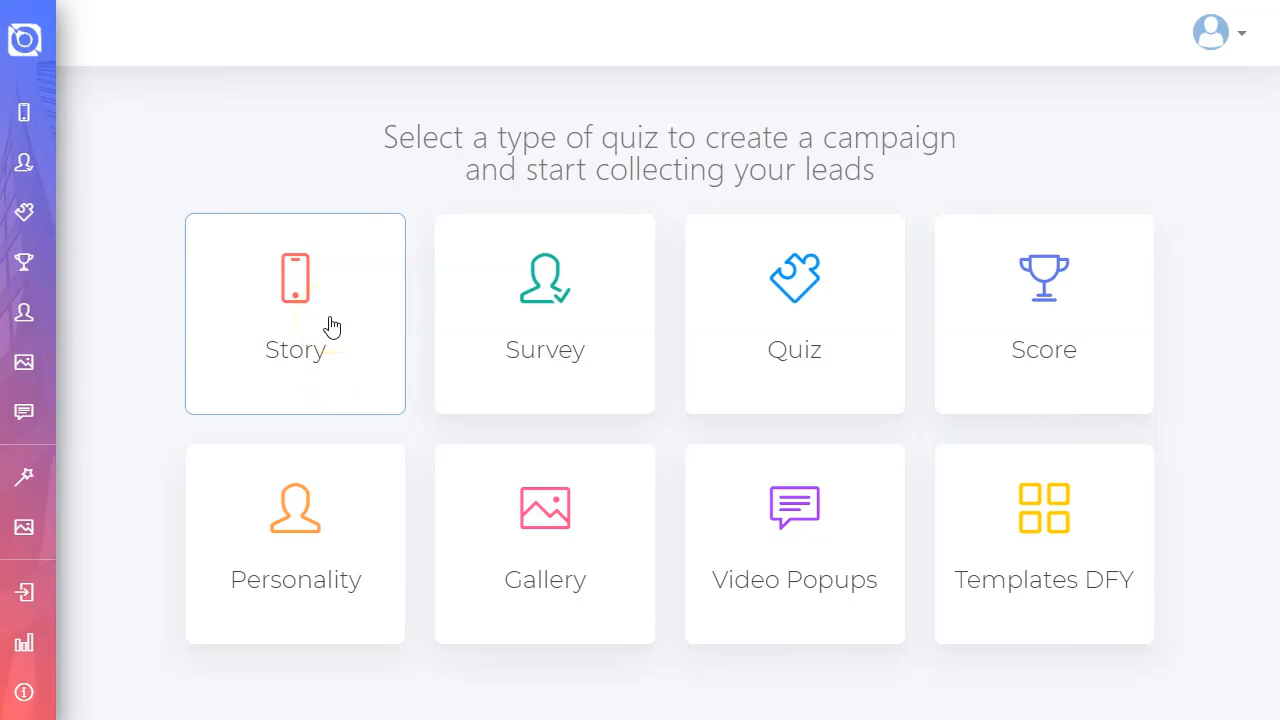 Select a type of quiz to create a campaign
and start collecting your leads
Story
Survey
Quiz
Score
Personality
Gallery
Video Popups
Templates DFY